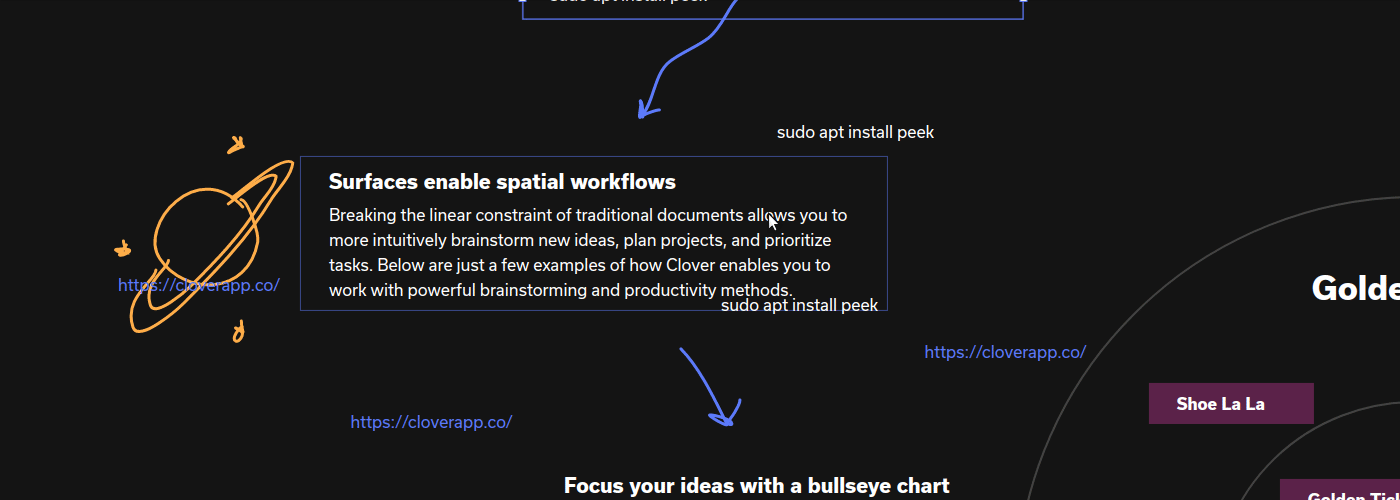 sudo apt install peek
sudo apt install peek
Surfaces enable spatial workflows
Breaking the linear constraint of traditional documents allows you to
more intuitively brainstorm new ideas, plan projects, and prioritize
tasks. Below are just a few examples of how Clover enables you to
work with powerful brainstorming and productivity methods.
https://cloverapp.co/
sudo apt install peek
Golde
https://cloverapp.co/
Shoe La La
https://cloverapp.co/
Focus your ideas with a bullseye chart
Golden Tick